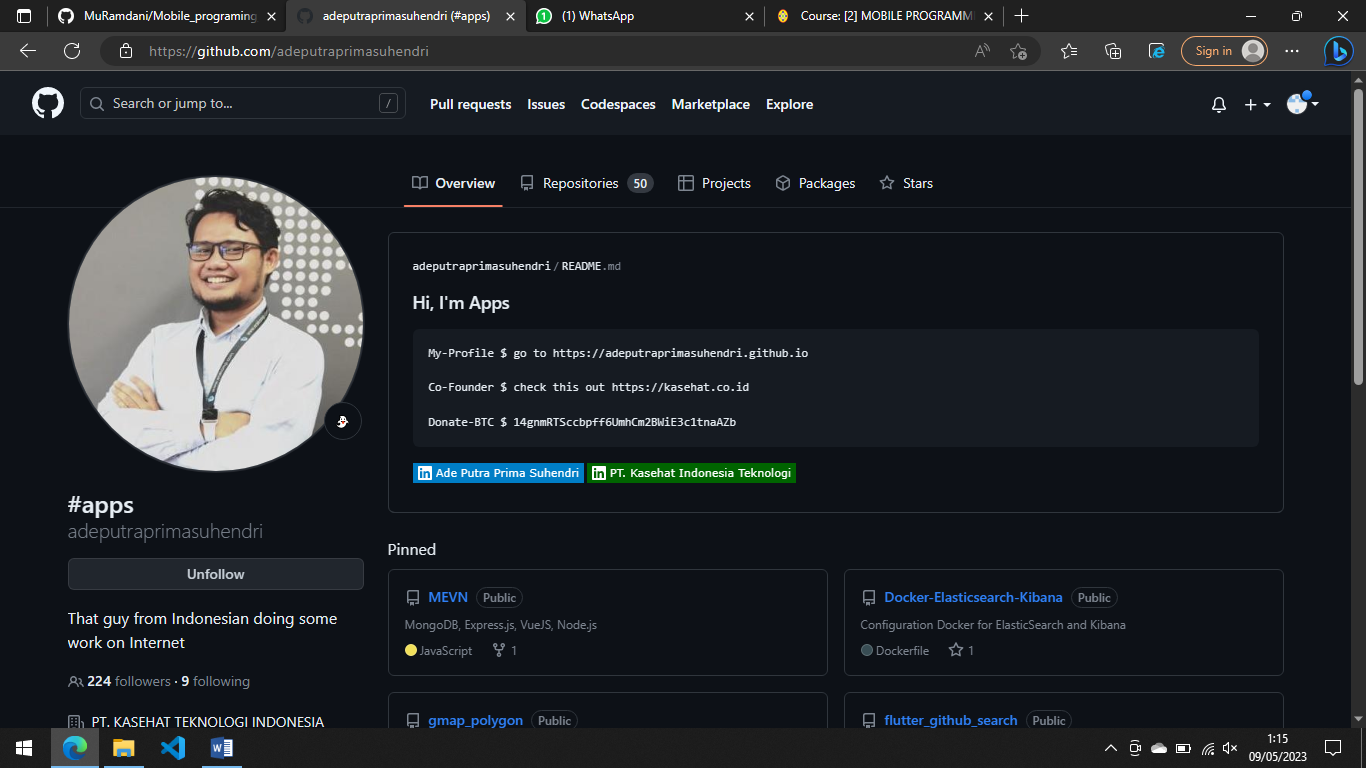 MuRamdani/Mobile_programing
adeputraprimasuhendri (#apps)
(1) WhatsApp
Course: [2] MOBILE PROGRAMM
https://github.com/adeputraprimasuhendri
Sign in
Search or jump to...
/
Pull requests
Issues
Codespaces
Marketplace
Explore
Overview
Repositories 50
Projects
Packages
Stars
adeputraprimasuhendri/README.md
Hi, I'm Apps
My-Profile $ go to https://adeputraprimasuhendri.github.io
Co-Founder $ check this out https://kasehat.co.id
Donate-BTC $ 14gnmRTSccbpff6UmhCm2BWiE3c1tnaAZb
in Ade Putra Prima Suhendri
in PT. Kasehat Indonesia Teknologi
#apps
adeputraprimasuhendri
Unfollow
That guy from Indonesian doing some
work on Internet
224 followers · 9 following
PT. KASEHAT TEKNOLOGI INDONESIA
Pinned
MEVN Public
MongoDB, Express.js, VueJS, Node.js
JavaScript 1
Docker-Elasticsearch-Kibana Public
Configuration Docker for ElasticSearch and Kibana
Dockerfile 1
gmap_polygon Public
flutter_github_search Public
1:15
09/05/2023